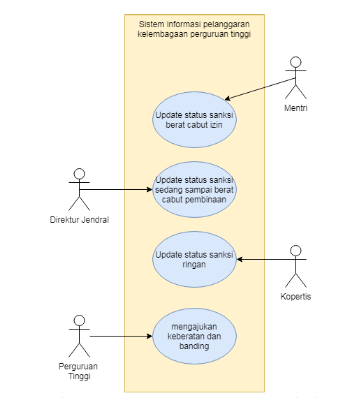 Sistem informasi pelanggaran
kelembagaan perguruan tinggi
Mentri
Update status sanksi
berat cabut izin
Update status sanksi
sedang sampai berat
cabut pembinaan
Direktur Jendral
Update status sanksi
ringan
Kopertis
mengajukan
keberatan dan
banding
Perguruan
Tinggi